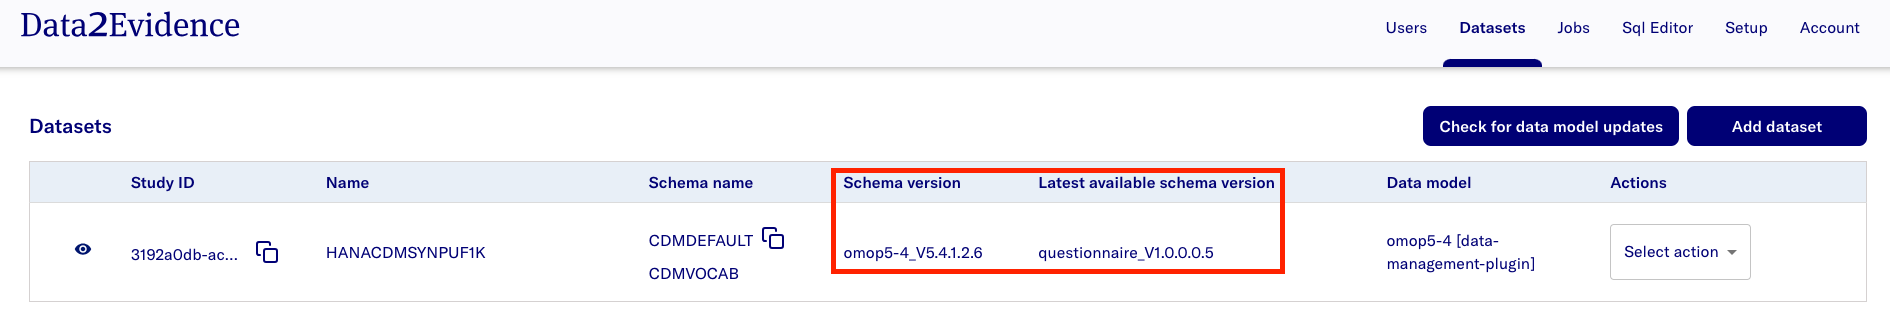 Data2Evidence
Users Datasets Jobs Sql Editor Setup Account
Datasets
Check for data model updates Add dataset
Study ID Name Schema name Schema version Latest available schema version Data model Actions
3192a0db-ac... HANACDMSYNPUF1K CDMDEFAULT omop5-4_V5.4.1.2.6 questionnaire_V1.0.0.0.5 omop5-4 [data- Select action
CDMVOCAB management-plugin]